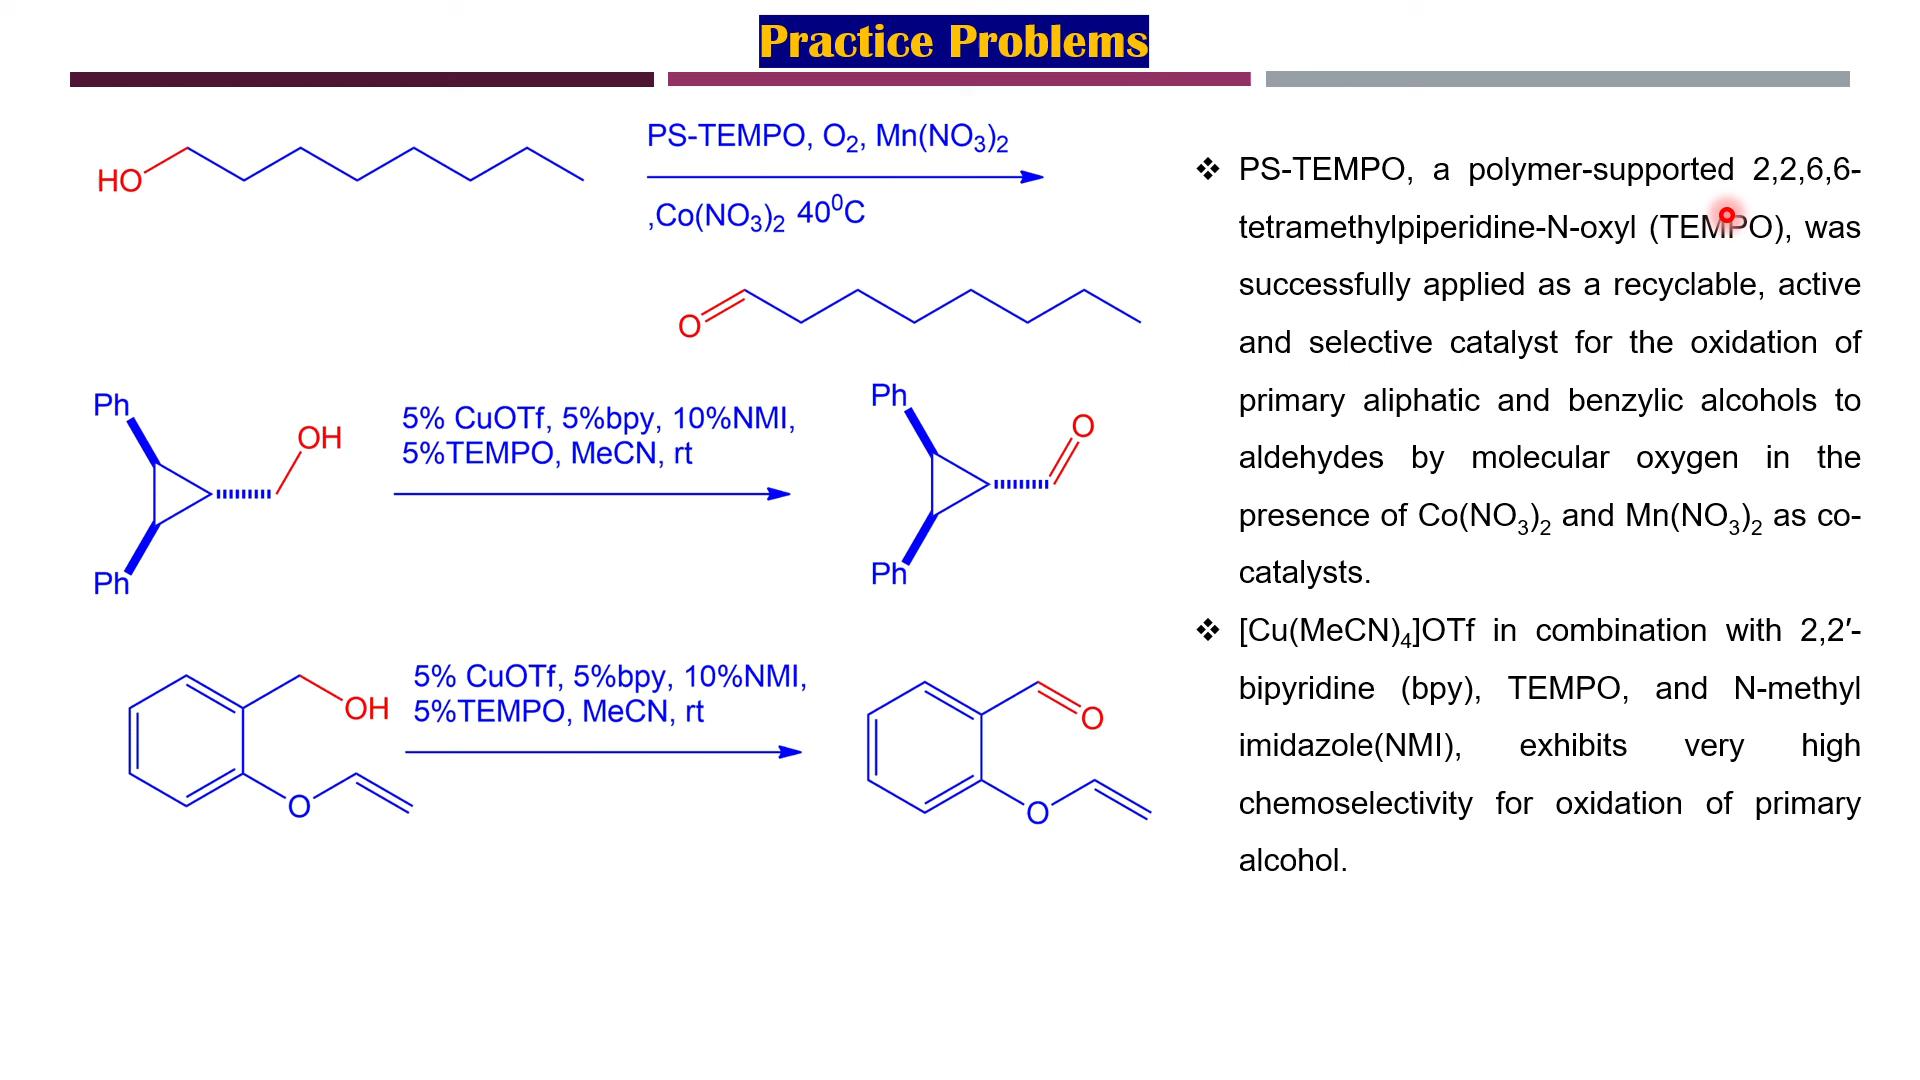 Practice Problems
PS-TEMPO, O2, Mn(NO3)2
HO
,Co(NO3)2 40⁰C
O
Ph
OH
Ph
5% CuOTf, 5%bpy, 10%NMI,
5%TEMPO, MeCN, rt
Ph
O
Ph
OH
O
5% CuOTf, 5%bpy, 10%NMI,
5%TEMPO, MeCN, rt
O
O
❖ PS-TEMPO, a polymer-supported 2,2,6,6-
tetramethylpiperidine-N-oxyl (TEMPO), was
successfully applied as a recyclable, active
and selective catalyst for the oxidation of
primary aliphatic and benzylic alcohols to
aldehydes by molecular oxygen in the
presence of Co(NO3)2 and Mn(NO3)2 as co-
catalysts.
❖ [Cu(MeCN)4]OTf in combination with 2,2′-
bipyridine (bpy), TEMPO, and N-methyl
imidazole(NMI), exhibits very high
chemoselectivity for oxidation of primary
alcohol.